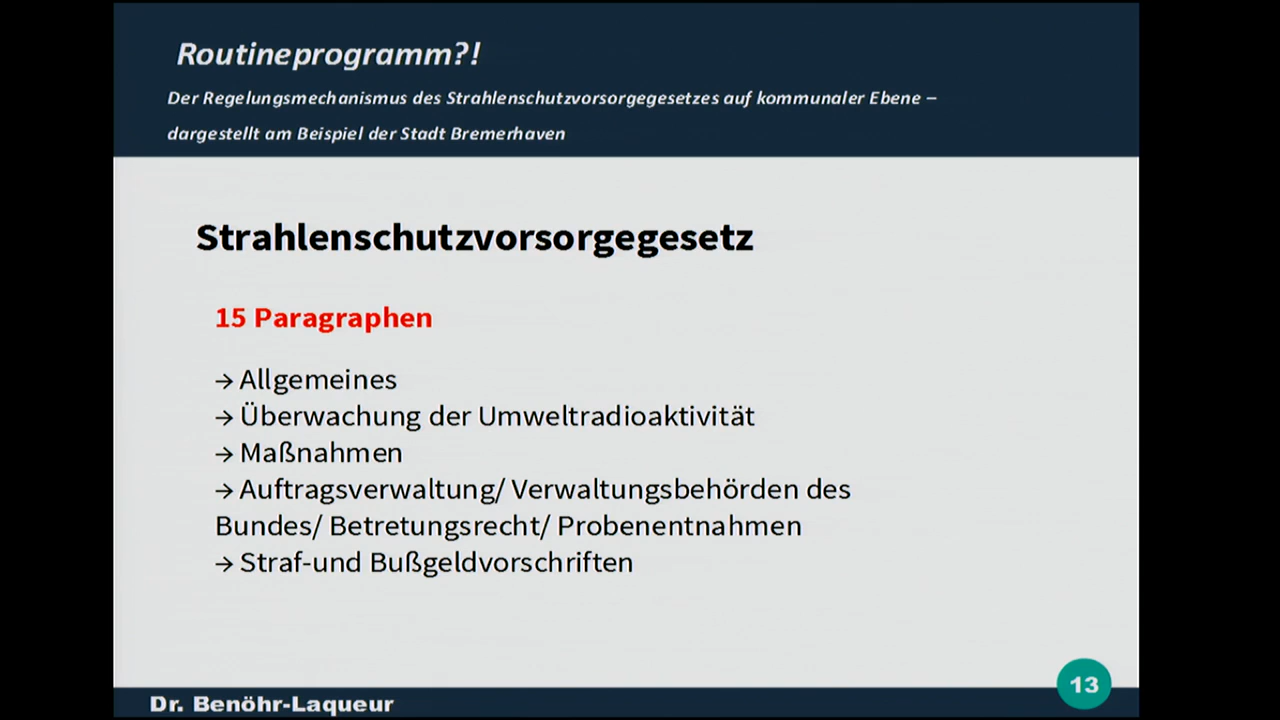 Routineprogramm?!
Der Regelungsmechanismus des Strahlenschutzvorsorgegesetzes auf kommunaler Ebene –
dargestellt am Beispiel der Stadt Bremerhaven
Strahlenschutzvorsorgegesetz
15 Paragraphen
→ Allgemeines
→ Überwachung der Umweltradioaktivität
→ Maßnahmen
→ Auftragsverwaltung/ Verwaltungsbehörden des
Bundes/ Betretungsrecht/ Probenentnahmen
→ Straf-und Bußgeldvorschriften
13
Dr. Benöhr-Laqueur